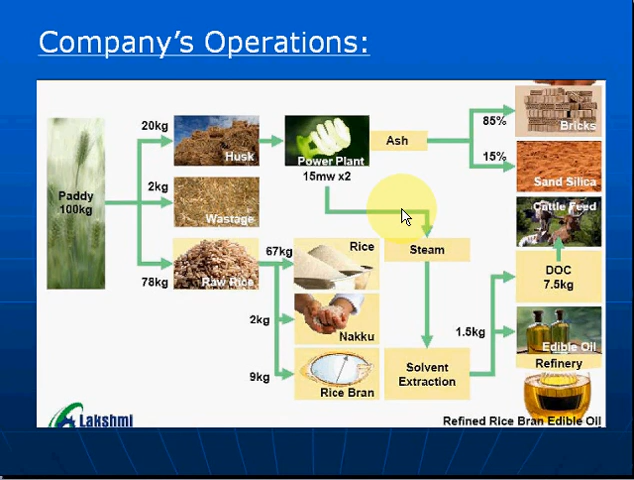 Company's Operations:
Paddy
100kg
20kg
2kg
78kg
Husk
Wastage
Raw Rice
Power Plant
15mw x2
Ash
85%
15%
Bricks
Sand Silica
Cattle Feed
67kg
2kg
9kg
Rice
Nakku
Rice Bran
Steam
Solvent
Extraction
1.5kg
DOC
7.5kg
Edible Oil
Refinery
Refined Rice Bran Edible Oil
Lakshmi